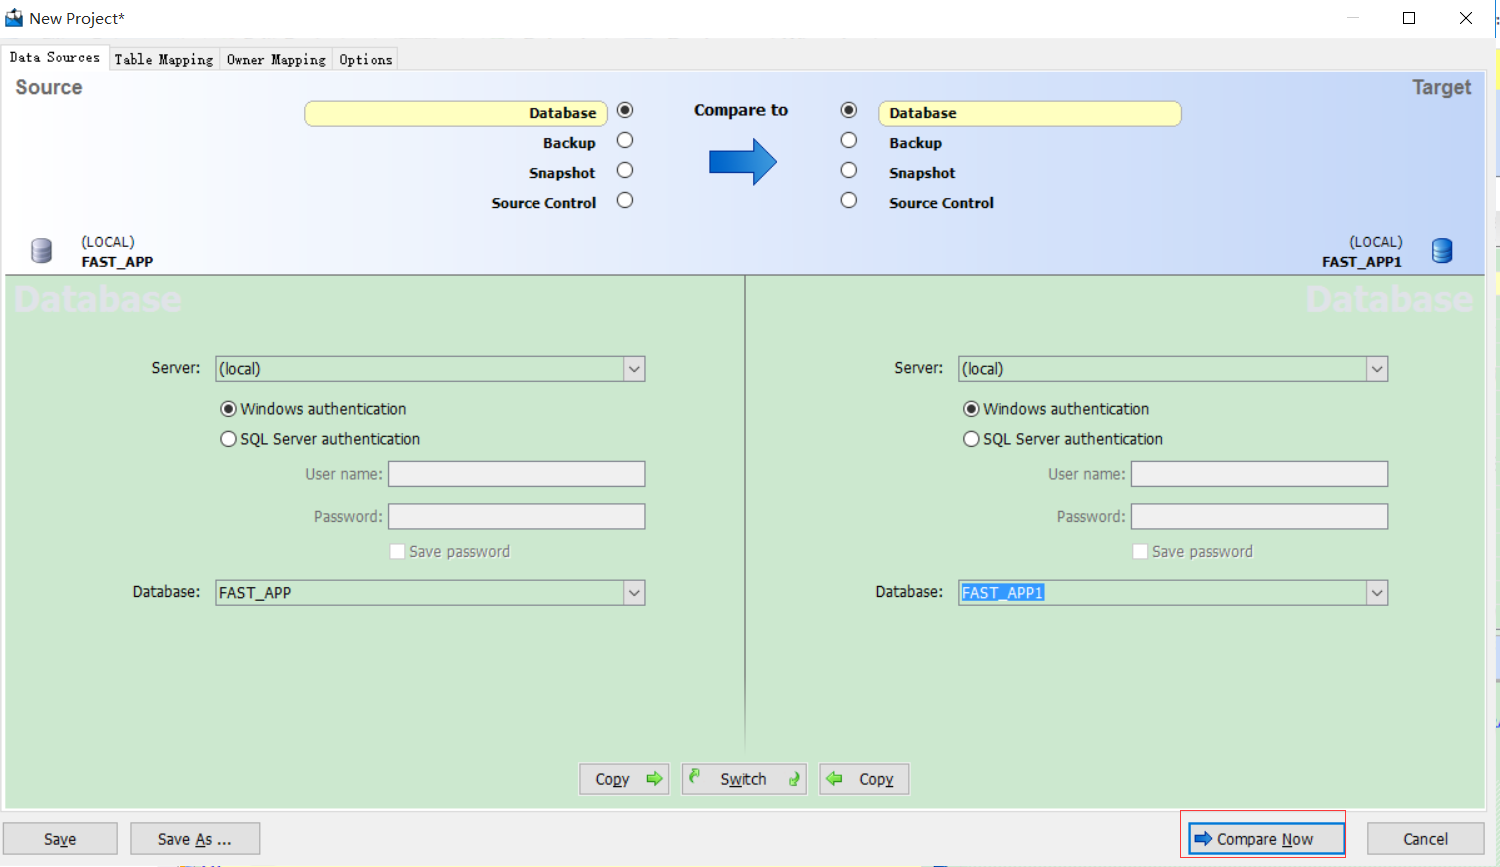 New Project*
Data Sources Table Mapping Owner Mapping Options
Source Target
Database Compare to Database
Backup Backup
Snapshot Snapshot
Source Control Source Control
(LOCAL) (LOCAL)
FAST_APP FAST_APP1
Database Database
Server: (local) Server: (local)
Windows authentication Windows authentication
SQL Server authentication SQL Server authentication
User name: User name:
Password: Password:
Save password Save password
Database: FAST_APP Database: FAST_APP1
Copy Switch Copy
Save Save As ... Compare Now Cancel